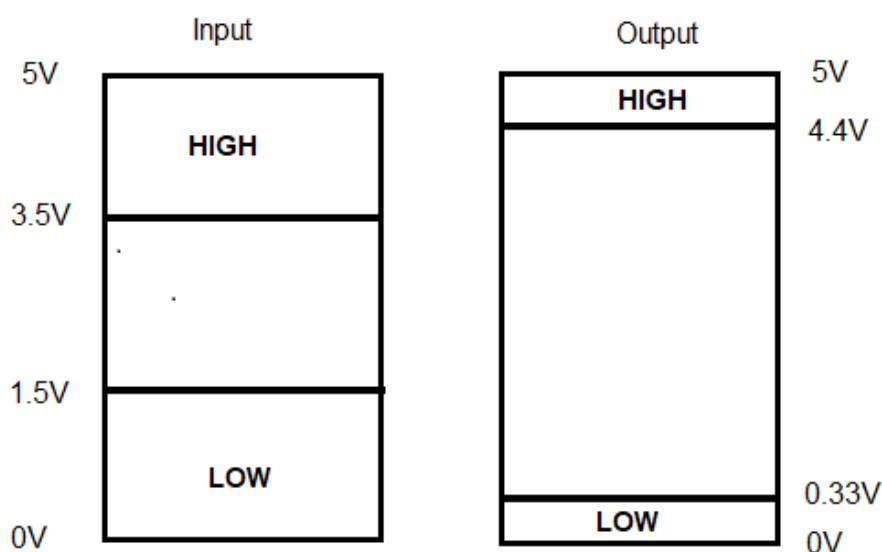 Input
5V
HIGH
3.5V
1.5V
LOW
0V
Output
5V
HIGH
4.4V
0.33V
LOW
0V